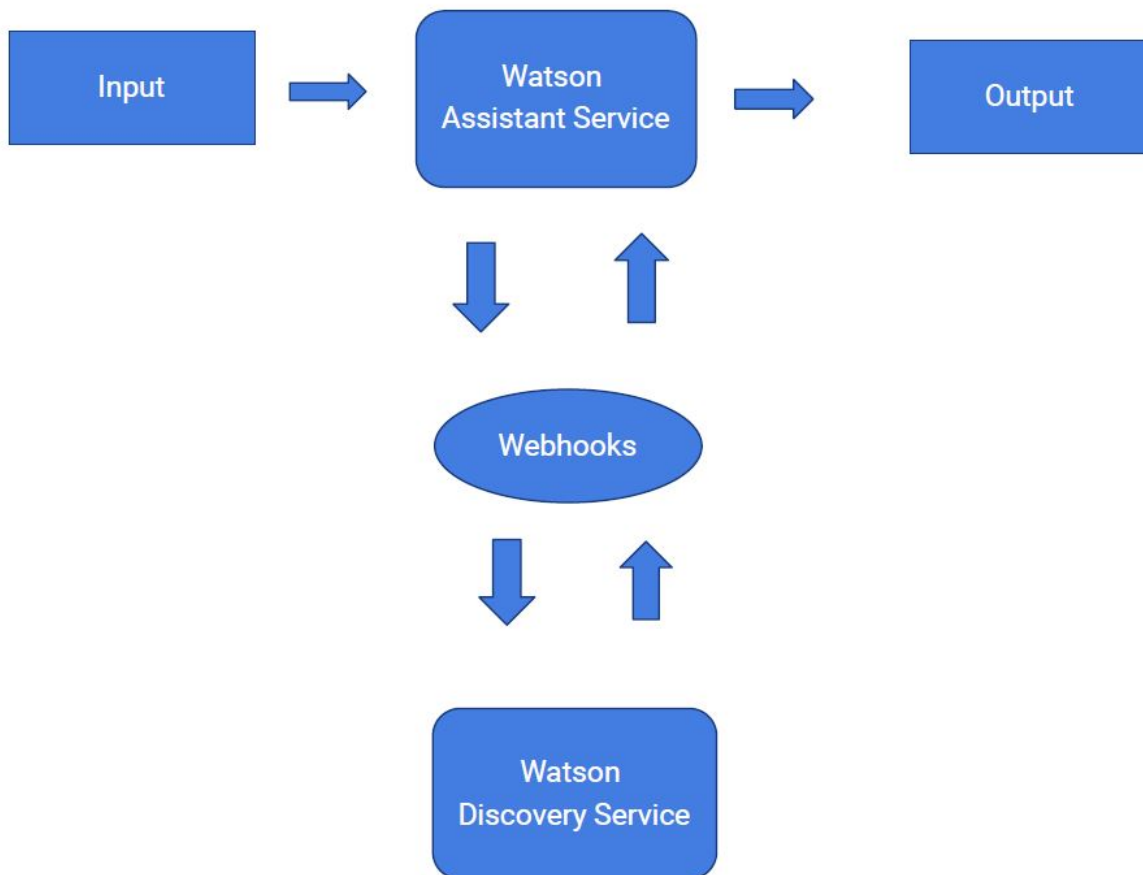 Input
Watson
Assistant Service
Output
Webhooks
Watson
Discovery Service